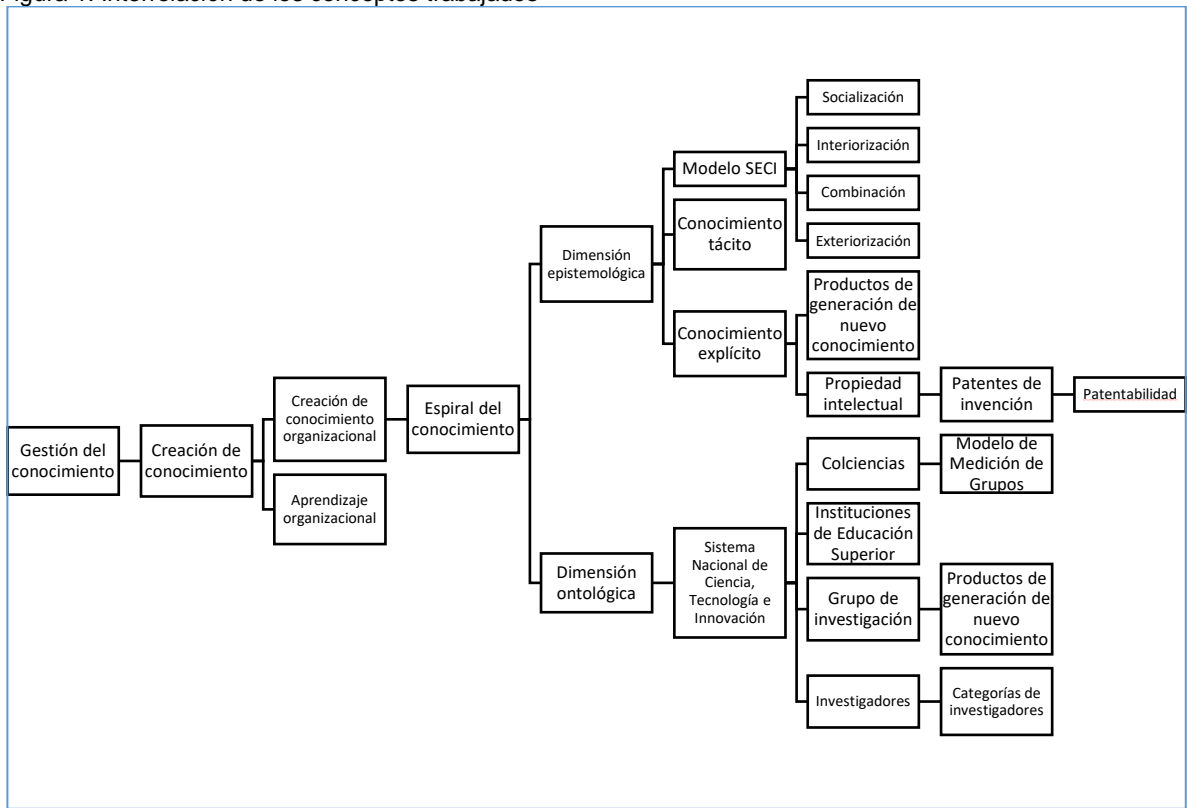 Figura 1. Interrelación de los conceptos trabajados
Gestión del
conocimiento
Creación de
conocimiento
Creación de
conocimiento
organizacional
Aprendizaje
organizacional
Espiral del
conocimiento
Dimensión
epistemológica
Modelo SECI
Socialización
Interiorización
Combinación
Exteriorización
Conocimiento
tácito
Conocimiento
explícito
Productos de
generación de
nuevo
conocimiento
Propiedad
intelectual
Patentes de
invención
Patentabilidad
Dimensión
ontológica
Sistema
Nacional de
Ciencia,
Tecnología e
Innovación
Colciencias
Modelo de
Medición de
Grupos
Instituciones
de Educación
Superior
Grupo de
investigación
Productos de
generación de
nuevo
conocimiento
Investigadores
Categorías de
investigadores